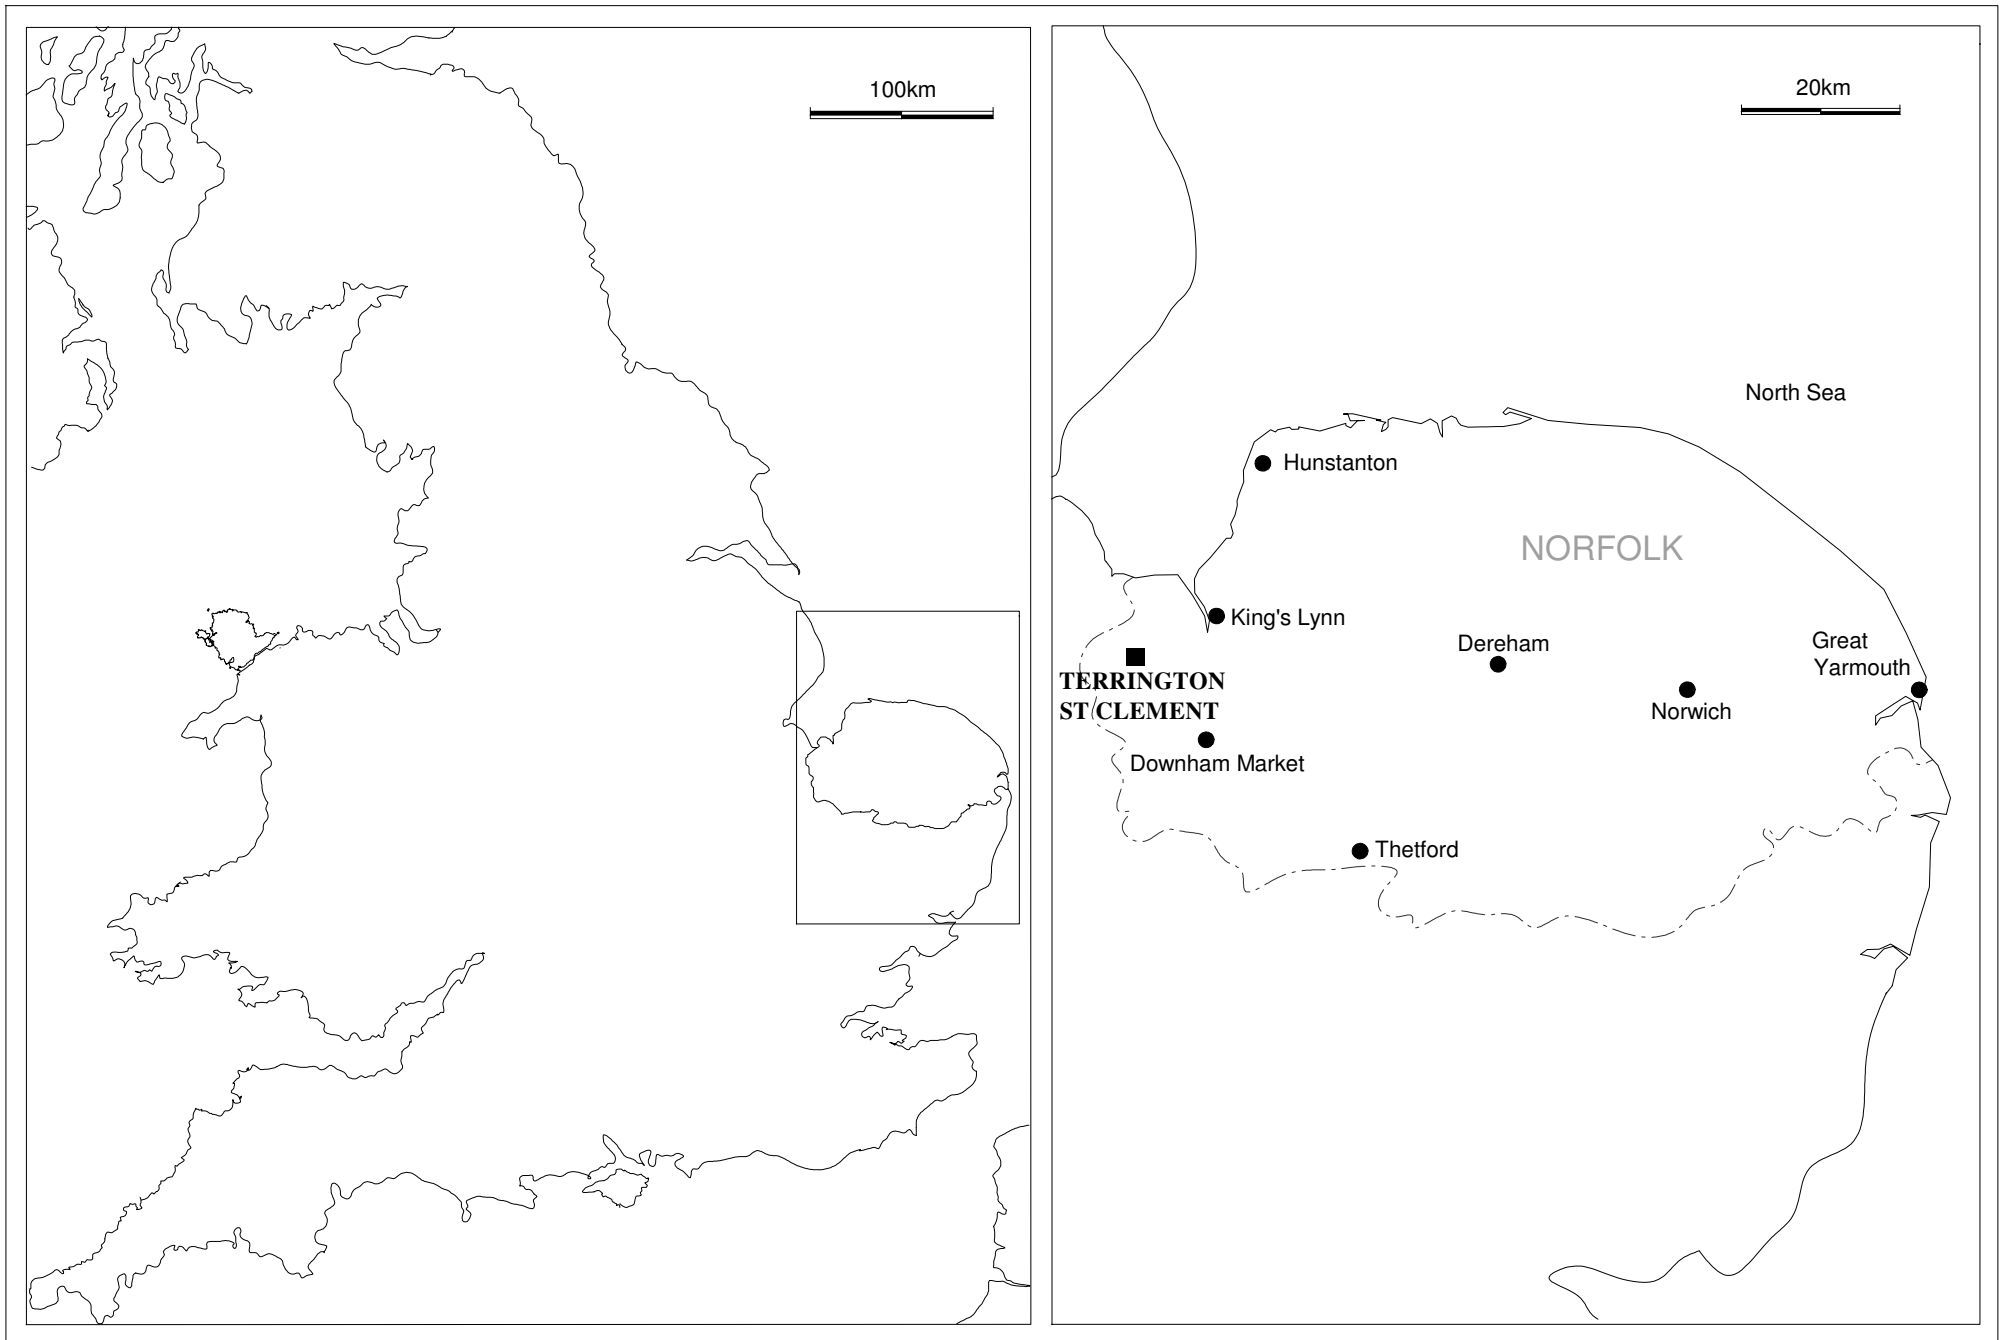 100km
20km
North Sea
Hunstanton
NORFOLK
King's Lynn
Dereham
Great
Yarmouth
TERRINGTON
ST CLEMENT
Norwich
Downham Market
Thetford